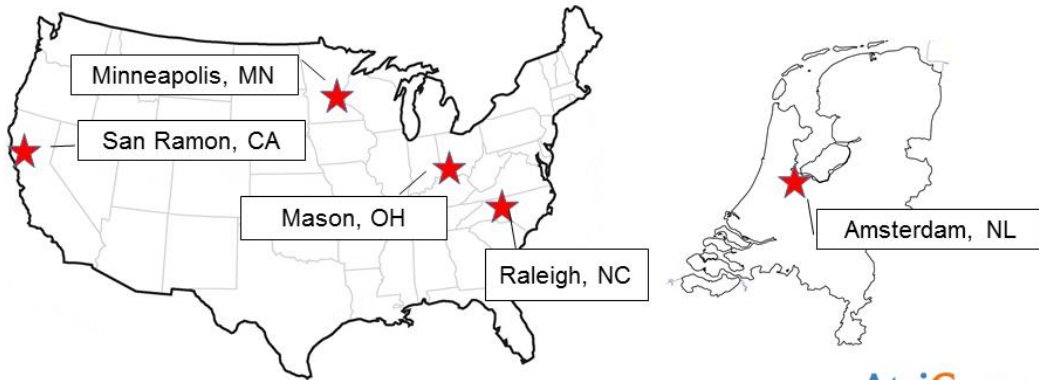 Minneapolis, MN
San Ramon, CA
Mason, OH
Raleigh, NC
Amsterdam, NL